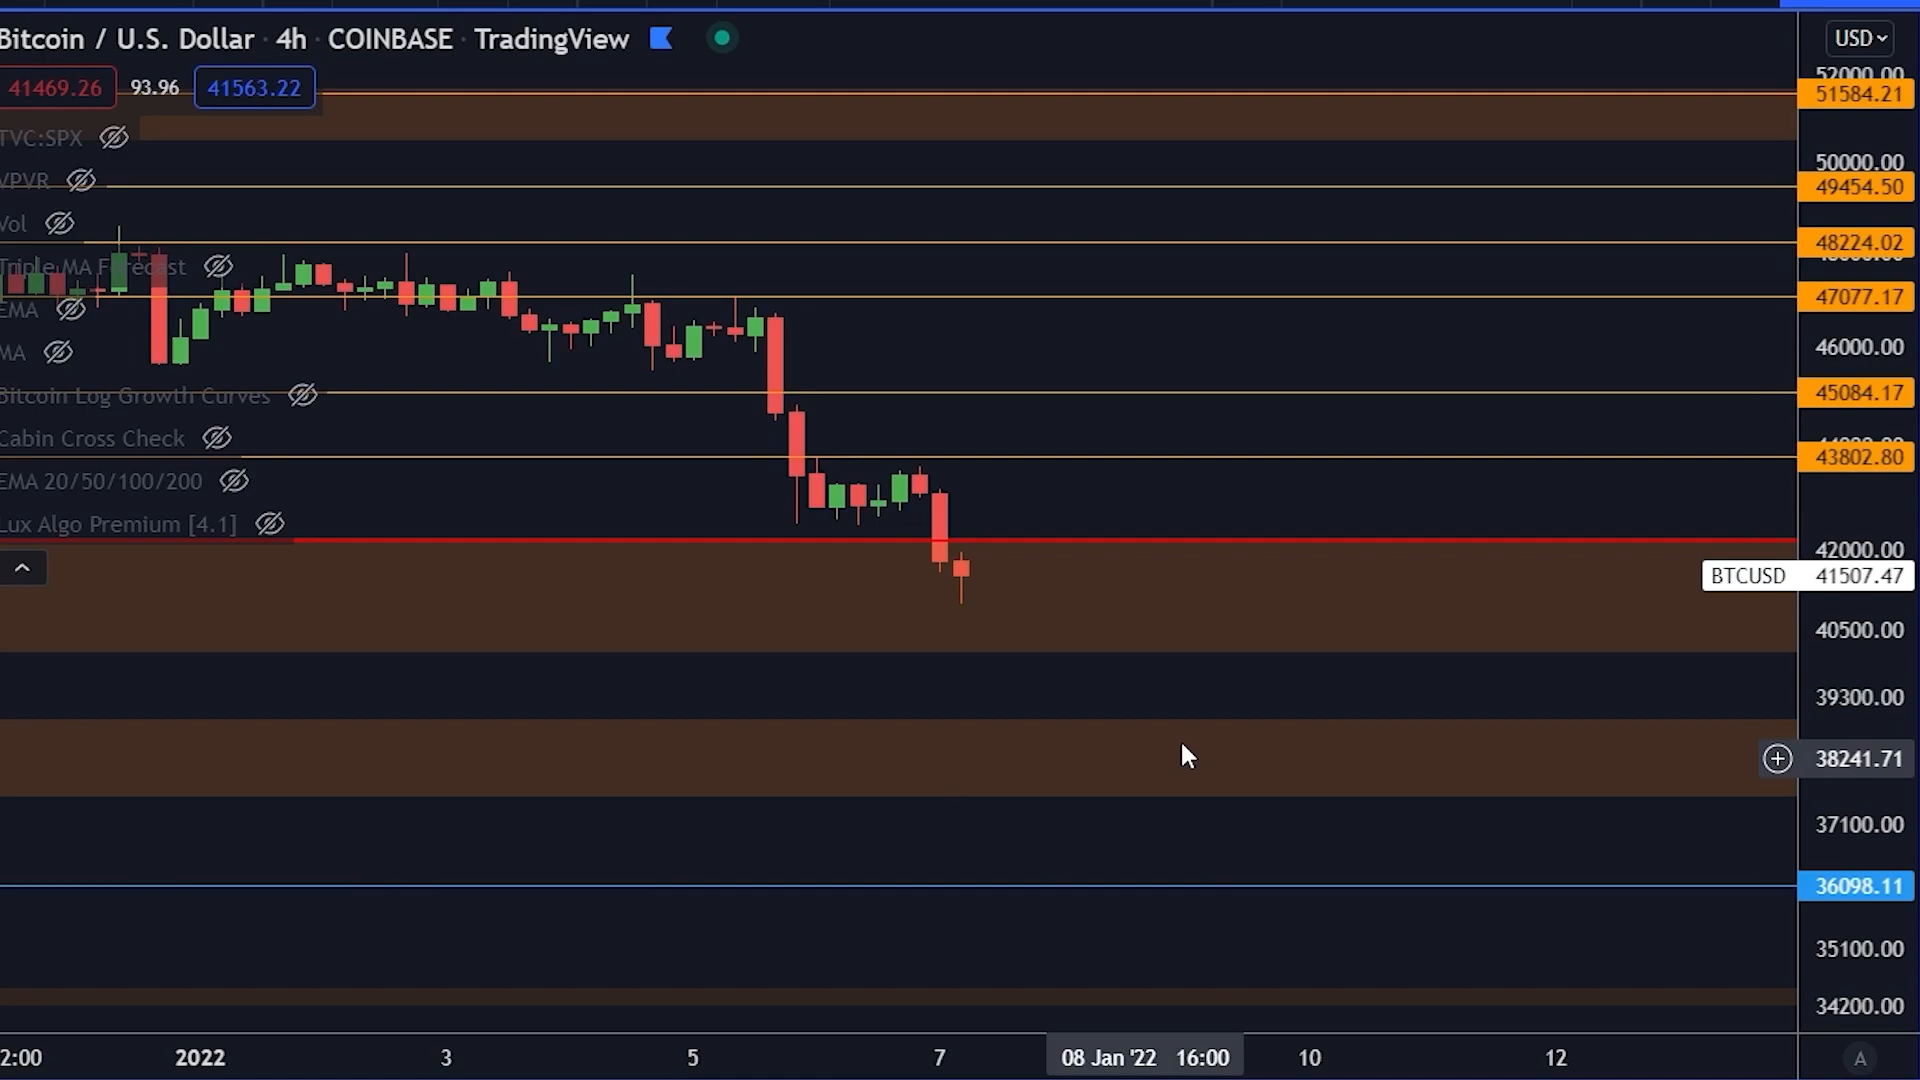 Bitcoin / U.S. Dollar · 4h · COINBASE · TradingView
USD
41469.26 93.96 41563.22
52000.00
51584.21
TVC:SPX
50000.00
VPVR
49454.50
Vol
48224.02
Triple MA Forecast
47077.17
EMA
46000.00
MA
45084.17
Bitcoin Log Growth Curves
Cabin Cross Check
43802.80
EMA 20/50/100/200
Lux Algo Premium [4.1]
42000.00
BTCUSD 41507.47
40500.00
39300.00
38241.71
37100.00
36098.11
35100.00
34200.00
2:00 2022 3 5 7 08 Jan '22 16:00 10 12 A